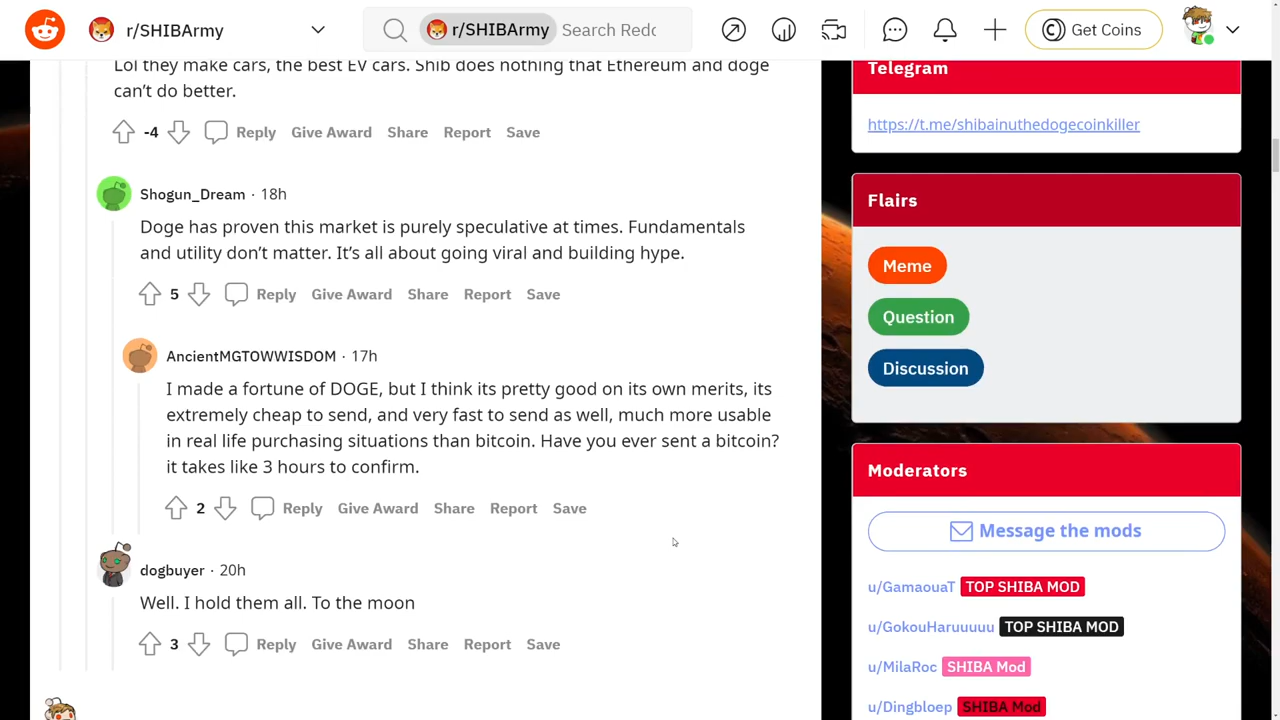 r/SHIBArmy
r/SHIBArmy
Search Redd
Get Coins
Lol they make cars, the best EV cars. Shib does nothing that Ethereum and doge
can’t do better.
-4
Reply
Give Award
Share
Report
Save
Shogun_Dream · 18h
Doge has proven this market is purely speculative at times. Fundamentals
and utility don’t matter. It’s all about going viral and building hype.
5
Reply
Give Award
Share
Report
Save
AncientMGTOWWISDOM · 17h
I made a fortune of DOGE, but I think its pretty good on its own merits, its
extremely cheap to send, and very fast to send as well, much more usable
in real life purchasing situations than bitcoin. Have you ever sent a bitcoin?
it takes like 3 hours to confirm.
2
Reply
Give Award
Share
Report
Save
dogbuyer · 20h
Well. I hold them all. To the moon
3
Reply
Give Award
Share
Report
Save
Telegram
https://t.me/shibainuthedogecoinkiller
Flairs
Meme
Question
Discussion
Moderators
Message the mods
u/GamaouaT TOP SHIBA MOD
u/GokouHaruuuuu TOP SHIBA MOD
u/MilaRoc SHIBA Mod
u/Dingbloep SHIBA Mod